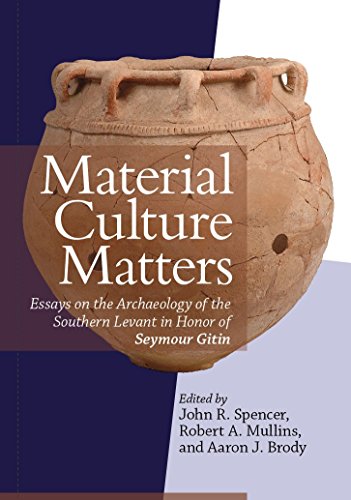 Material
Culture
Matters
Essays on the Archaeology of the
Southern Levant in Honor of
Seymour Gitin
Edited by
John R. Spencer,
Robert A. Mullins,
and Aaron J. Brody